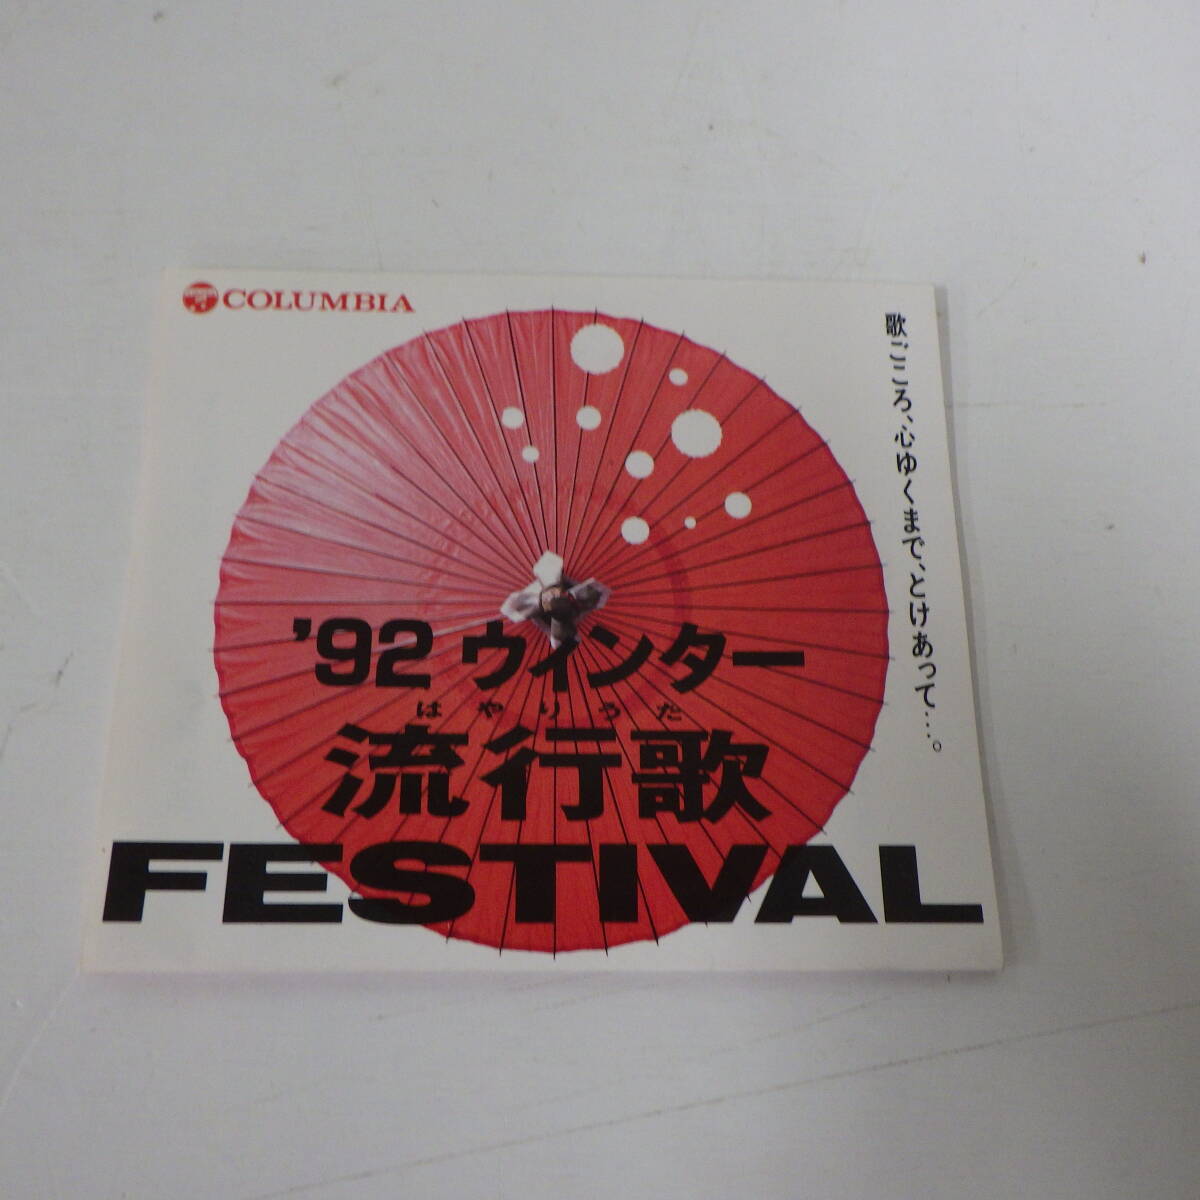 COLUMBIA
歌ごころ、心ゆくまで、とけあって…。
'92 ウィンター
はやりうた
流行歌
FESTIVAL